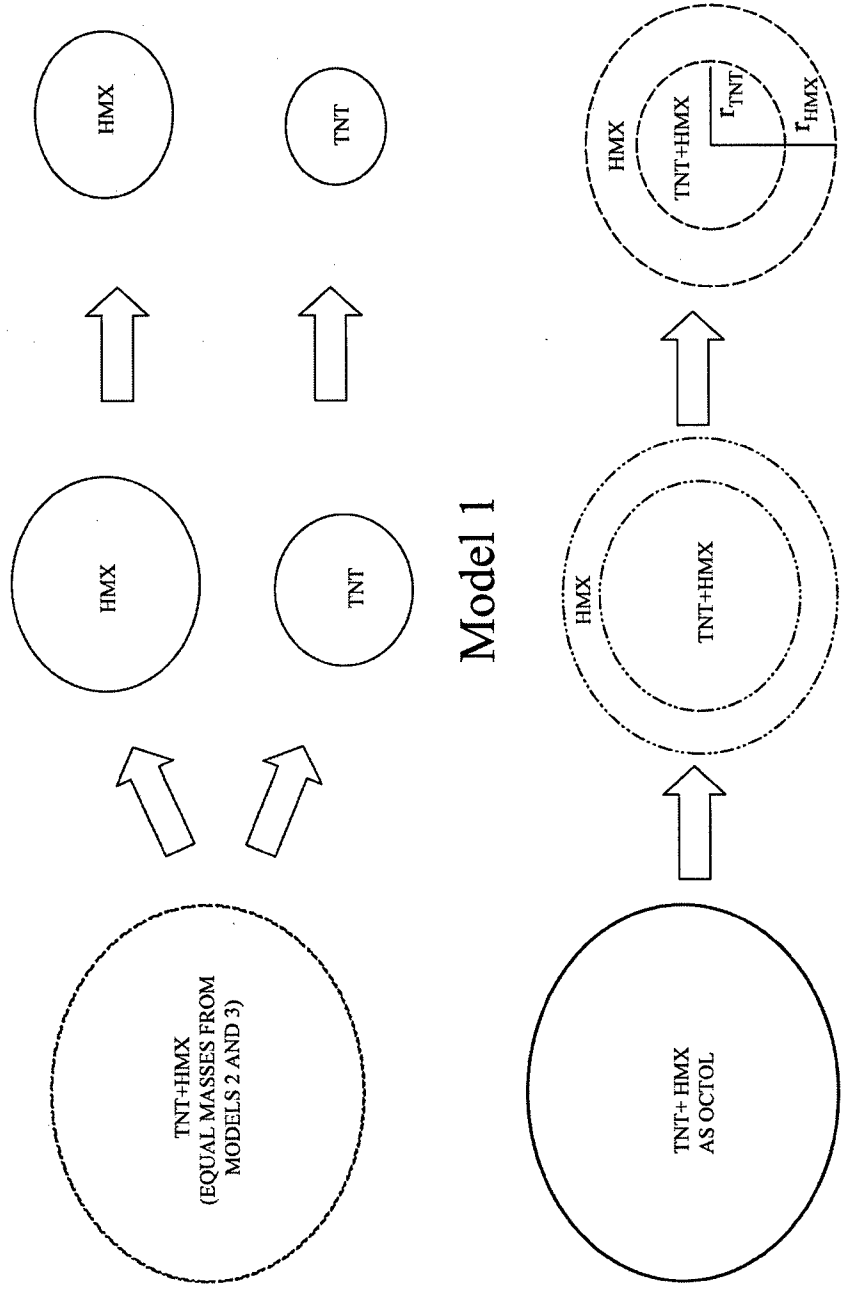 TNT+HMX
(EQUAL MASSES FROM
MODELS 2 AND 3)
HMX
HMX
TNT
TNT
Model 1
TNT+ HMX
AS OCTOL
HMX
TNT+HMX
HMX
TNT+HMX
rTNT
rHMX